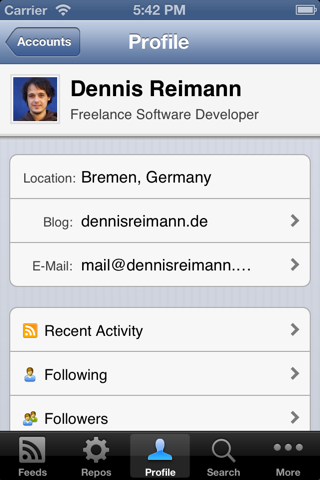 Carrier 5:42 PM
Accounts Profile
Dennis Reimann
Freelance Software Developer
Location: Bremen, Germany
Blog: dennisreimann.de
E-Mail: mail@dennisreimann....
Recent Activity
Following
Followers
Feeds Repos Profile Search More